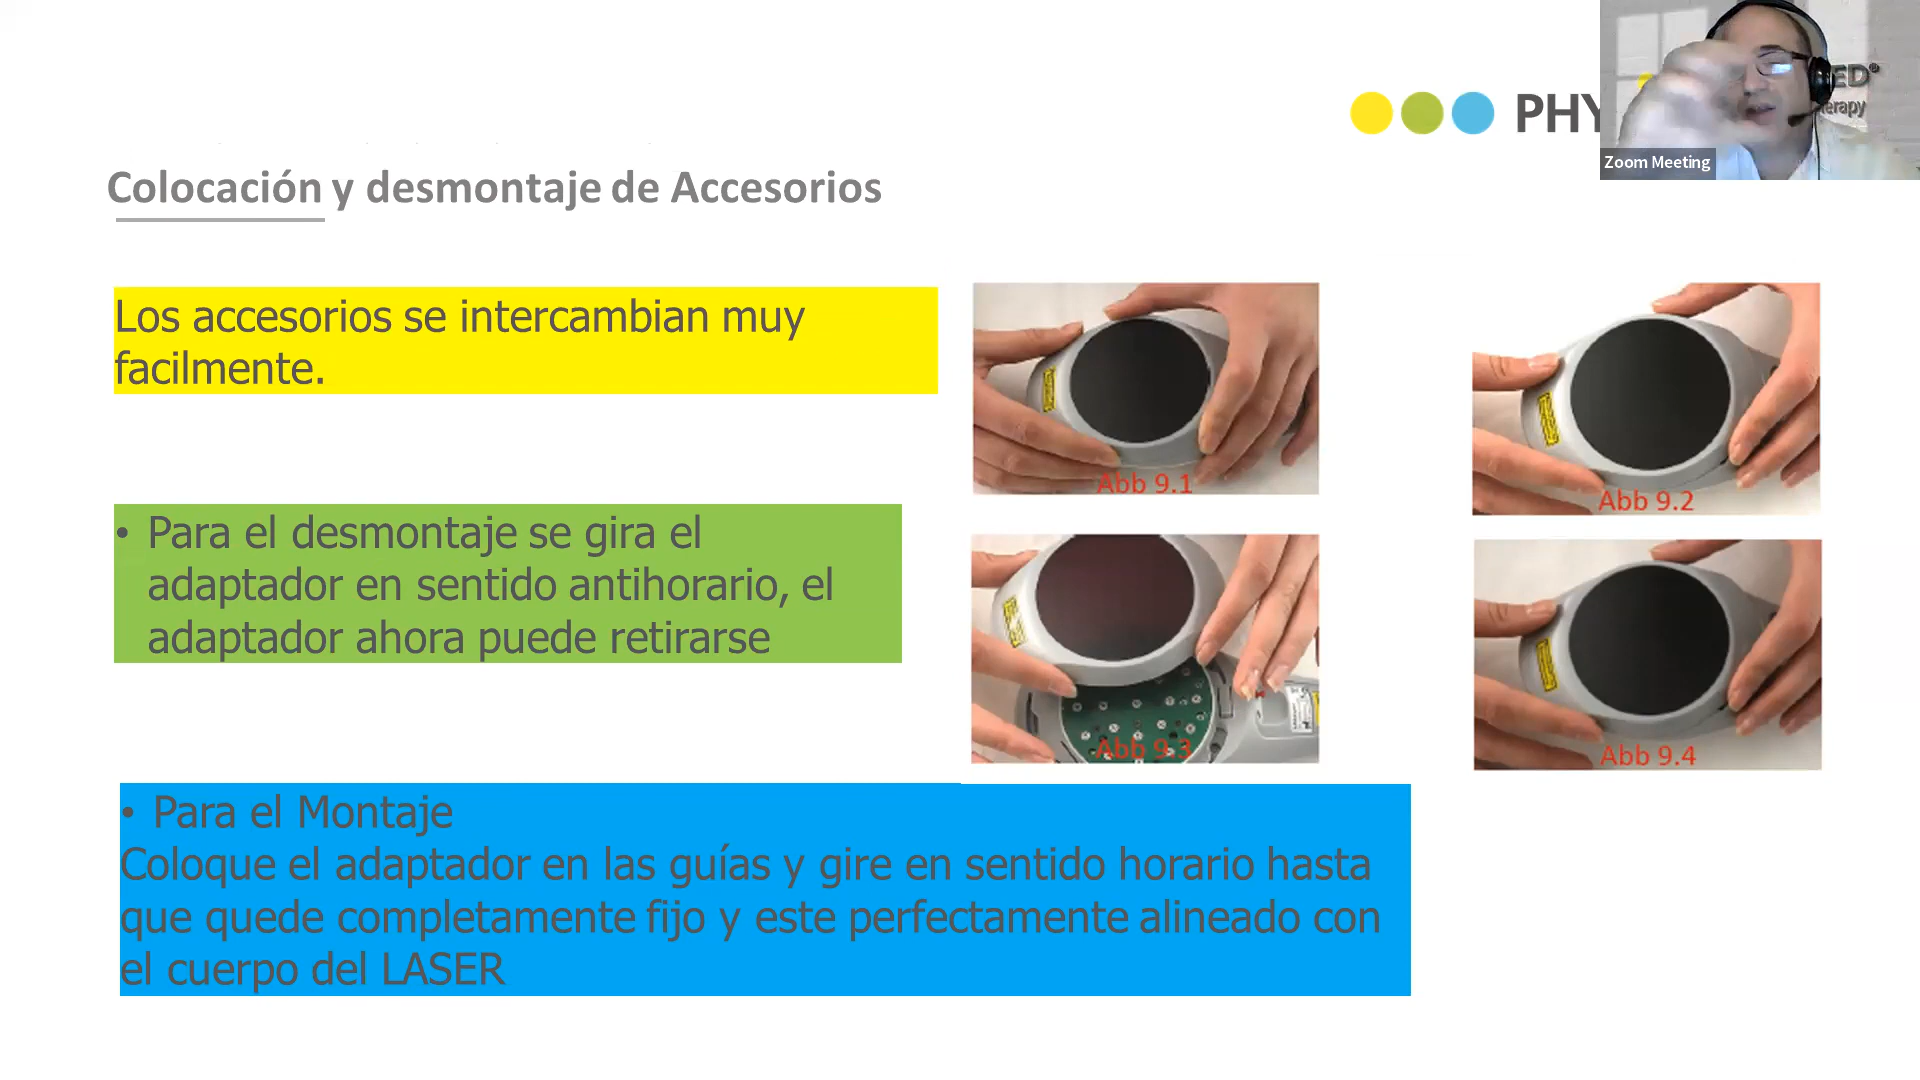 PHY
ED®
erapy
Zoom Meeting
Colocación y desmontaje de Accesorios
Los accesorios se intercambian muy
facilmente.
• Para el desmontaje se gira el
adaptador en sentido antihorario, el
adaptador ahora puede retirarse
Abb 9.1
Abb 9.2
Abb 9.3
Abb 9.4
• Para el Montaje
Coloque el adaptador en las guías y gire en sentido horario hasta
que quede completamente fijo y este perfectamente alineado con
el cuerpo del LASER